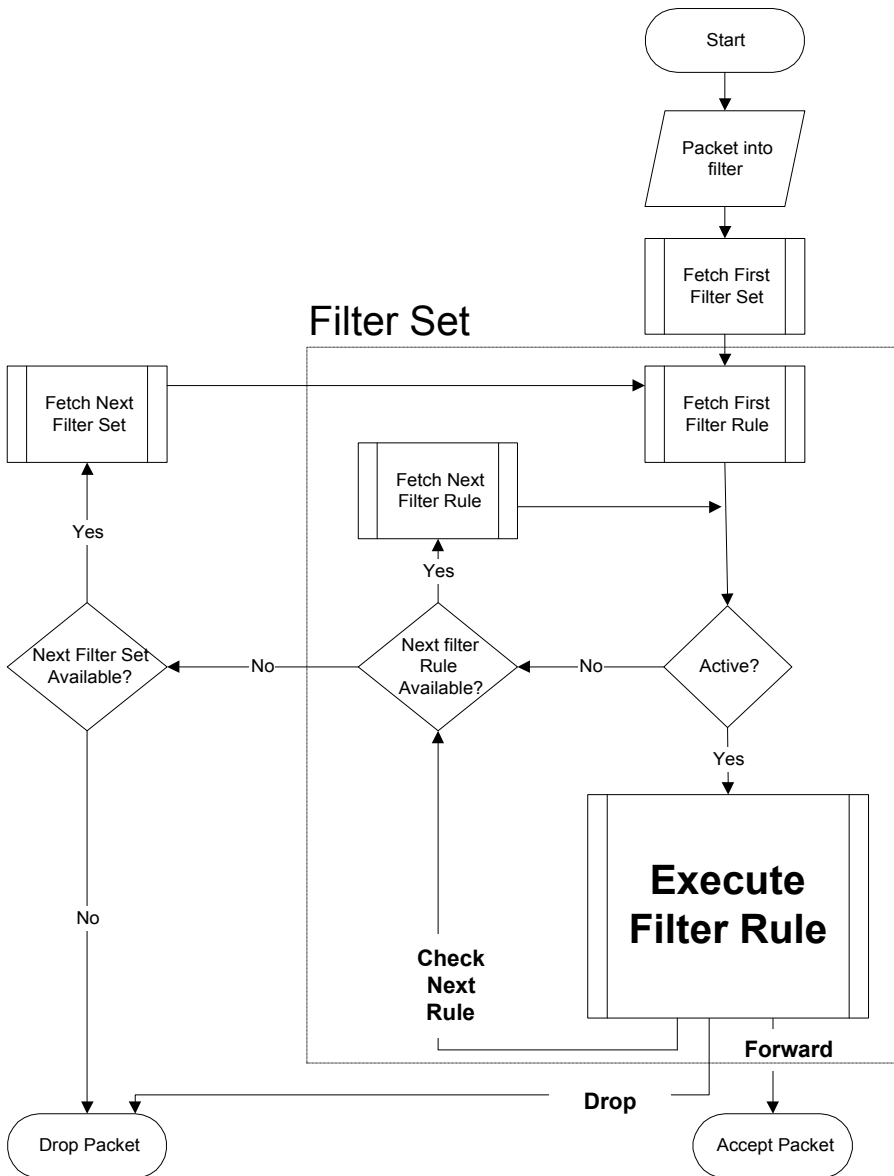 Start
Packet into
filter
Fetch First
Filter Set
Filter Set
Fetch Next
Filter Set
Fetch First
Filter Rule
Fetch Next
Filter Rule
Yes
Yes
Next Filter Set
Available?
No
Next filter
Rule
Available?
No
Active?
Yes
Execute
Filter Rule
No
Check
Next
Rule
Forward
Drop
Drop Packet
Accept Packet